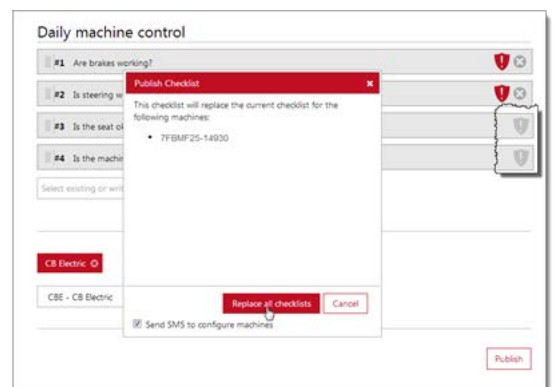 Daily machine control
#1 Are brakes working?
#2 Is steering w
#3 Is the seat ok
#4 Is the machin
Select existing or writ
Publish Checklist
This checklist will replace the current checklist for the
following machines:
7FBMF25-14930
Replace all checklists
Cancel
Send SMS to configure machines
CB Electric
CBE - CB Electric
Publish